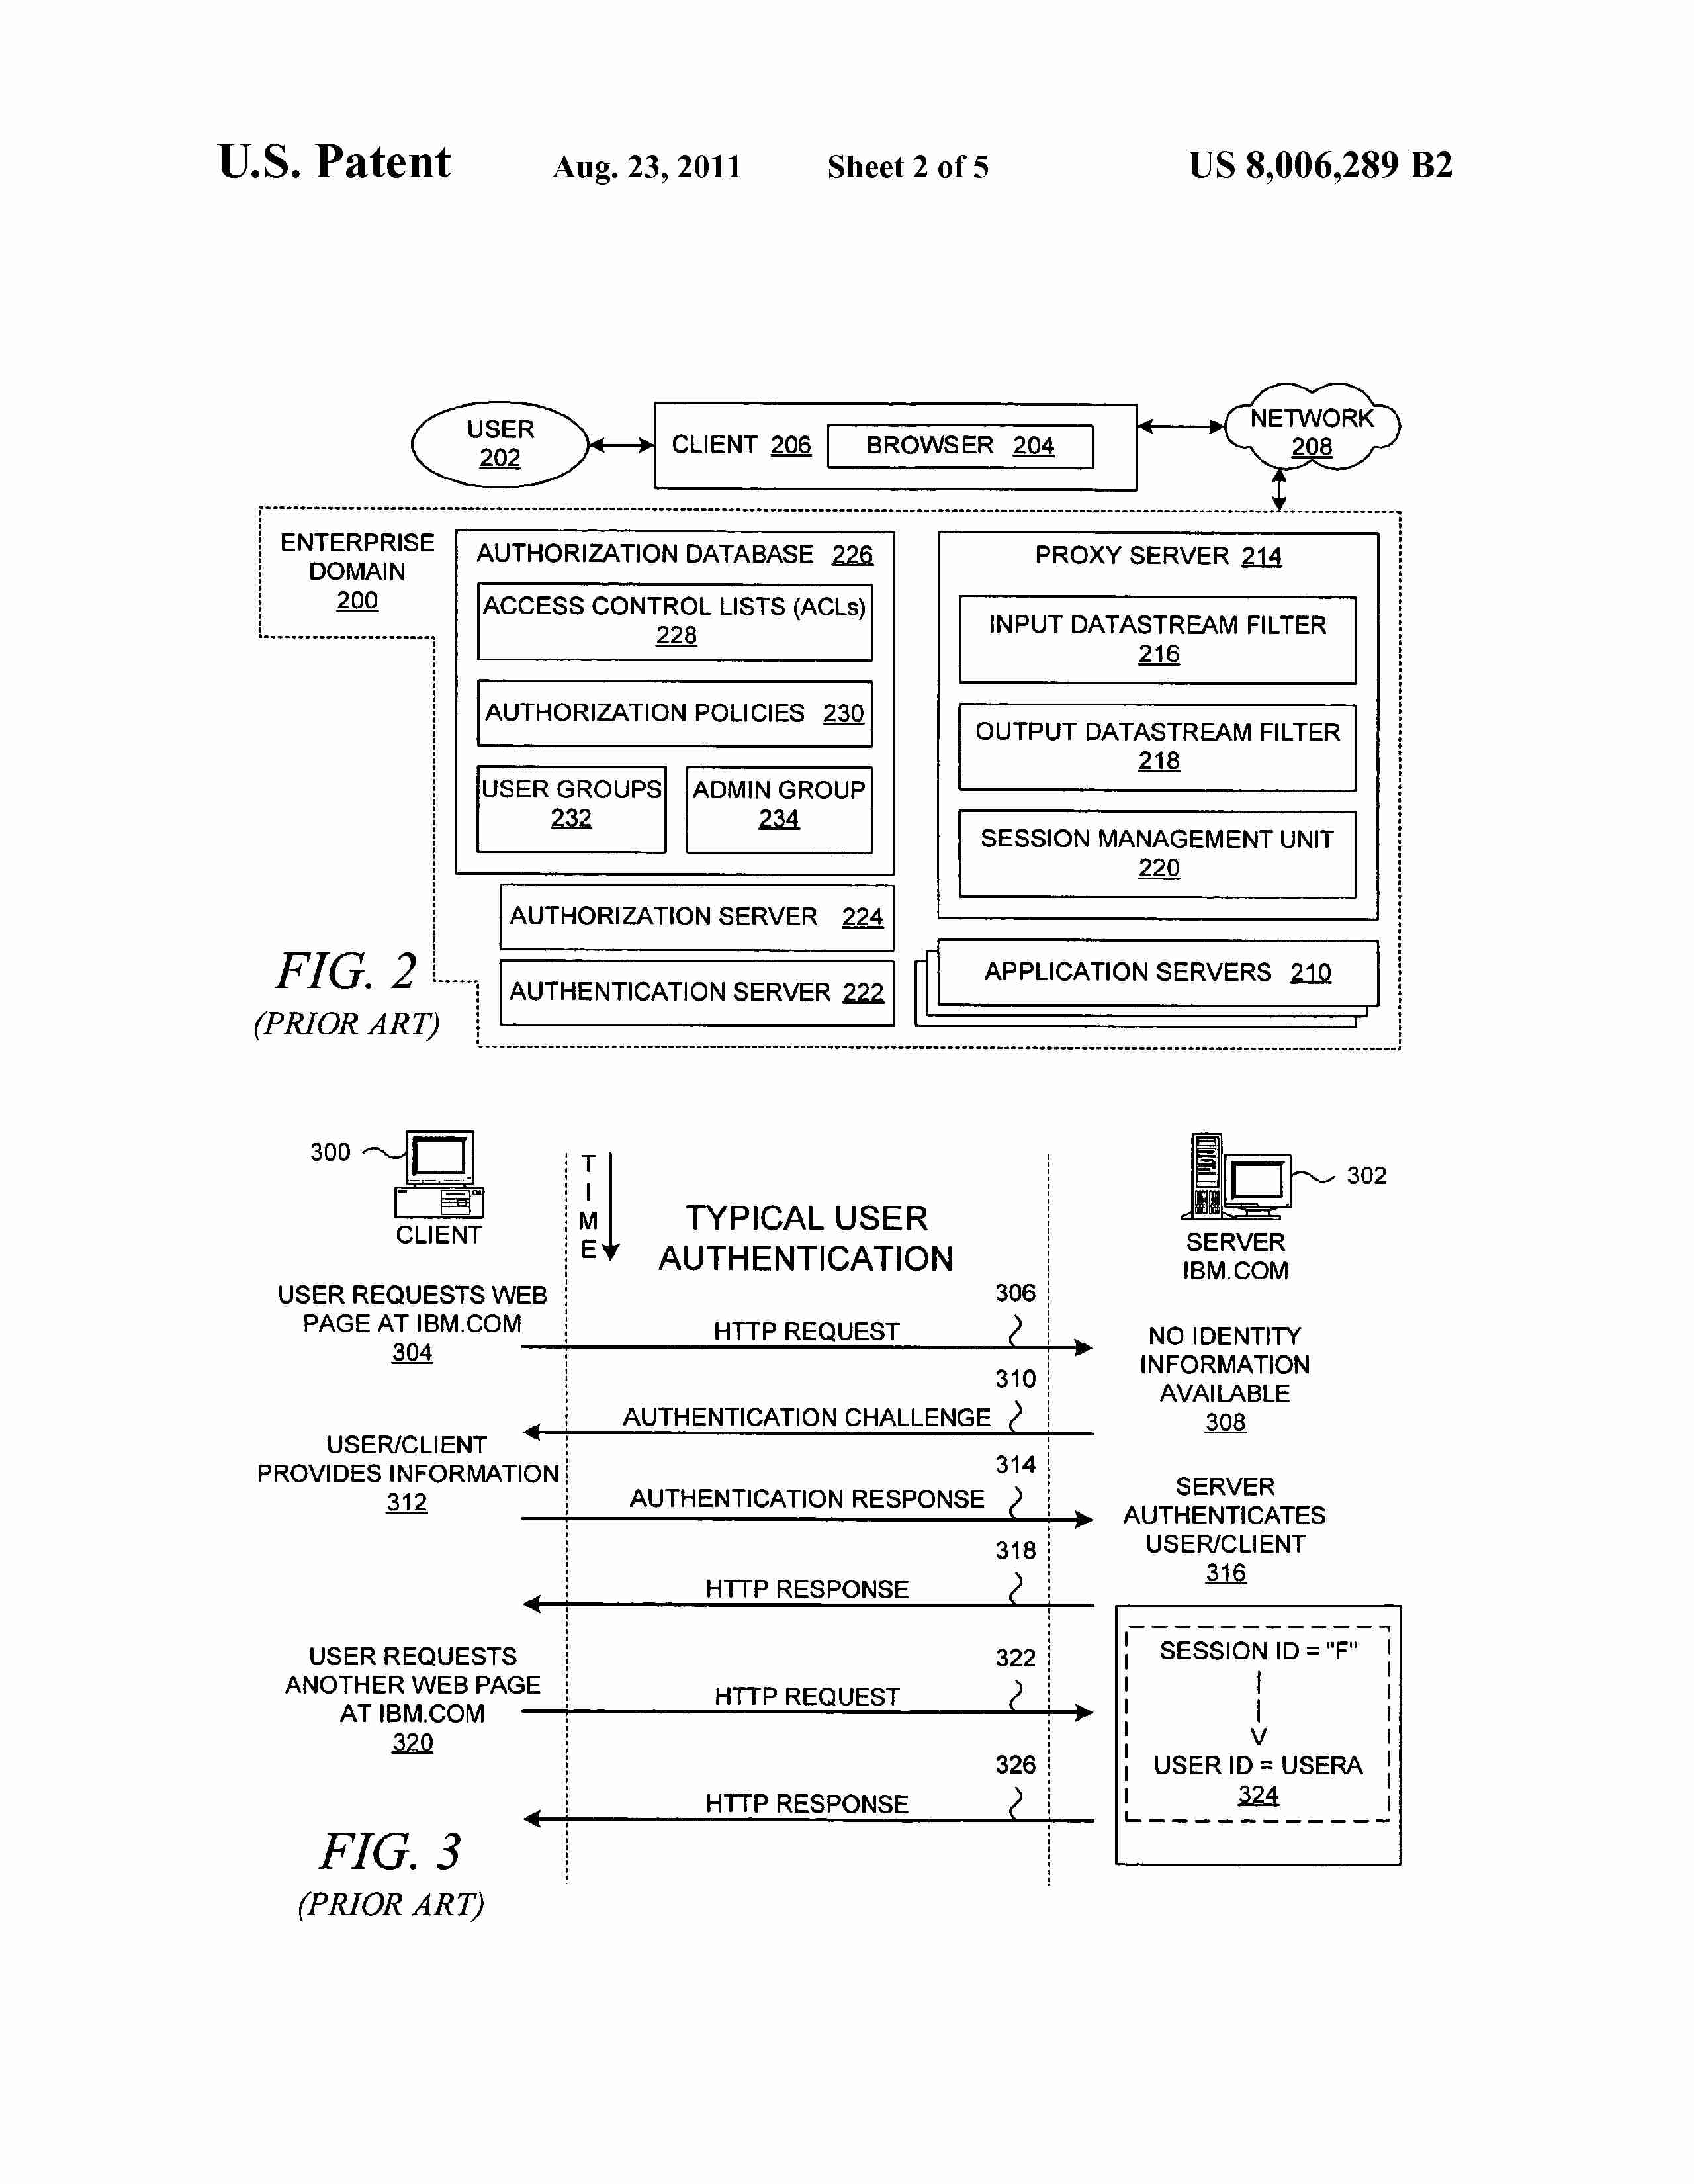 U.S. Patent Aug. 23, 2011 Sheet 2 of 5 US 8,006,289 B2
USER
202
CLIENT 206
BROWSER 204
NETWORK
208
ENTERPRISE
DOMAIN
200
AUTHORIZATION DATABASE 226
ACCESS CONTROL LISTS (ACLs)
228
AUTHORIZATION POLICIES 230
USER GROUPS
232
ADMIN GROUP
234
AUTHORIZATION SERVER 224
AUTHENTICATION SERVER 222
PROXY SERVER 214
INPUT DATASTREAM FILTER
216
OUTPUT DATASTREAM FILTER
218
SESSION MANAGEMENT UNIT
220
APPLICATION SERVERS 210
FIG. 2
(PRIOR ART)
300
CLIENT
T
I
M
E
TYPICAL USER
AUTHENTICATION
302
SERVER
IBM.COM
USER REQUESTS WEB
PAGE AT IBM.COM
304
306
HTTP REQUEST
NO IDENTITY
INFORMATION
AVAILABLE
308
310
AUTHENTICATION CHALLENGE
USER/CLIENT
PROVIDES INFORMATION
312
314
AUTHENTICATION RESPONSE
SERVER
AUTHENTICATES
USER/CLIENT
316
318
HTTP RESPONSE
USER REQUESTS
ANOTHER WEB PAGE
AT IBM.COM
320
322
HTTP REQUEST
SESSION ID = "F"
USER ID = USERA
324
326
HTTP RESPONSE
FIG. 3
(PRIOR ART)